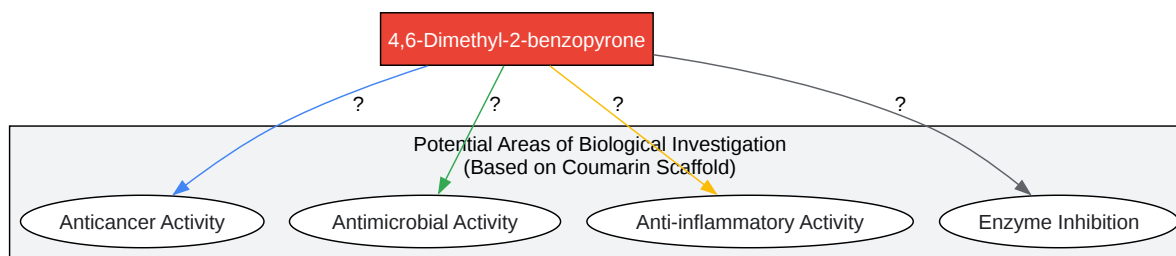 4,6-Dimethyl-2-benzopyrone
? ? ? ?
Potential Areas of Biological Investigation
(Based on Coumarin Scaffold)
Anticancer Activity
Antimicrobial Activity
Anti-inflammatory Activity
Enzyme Inhibition